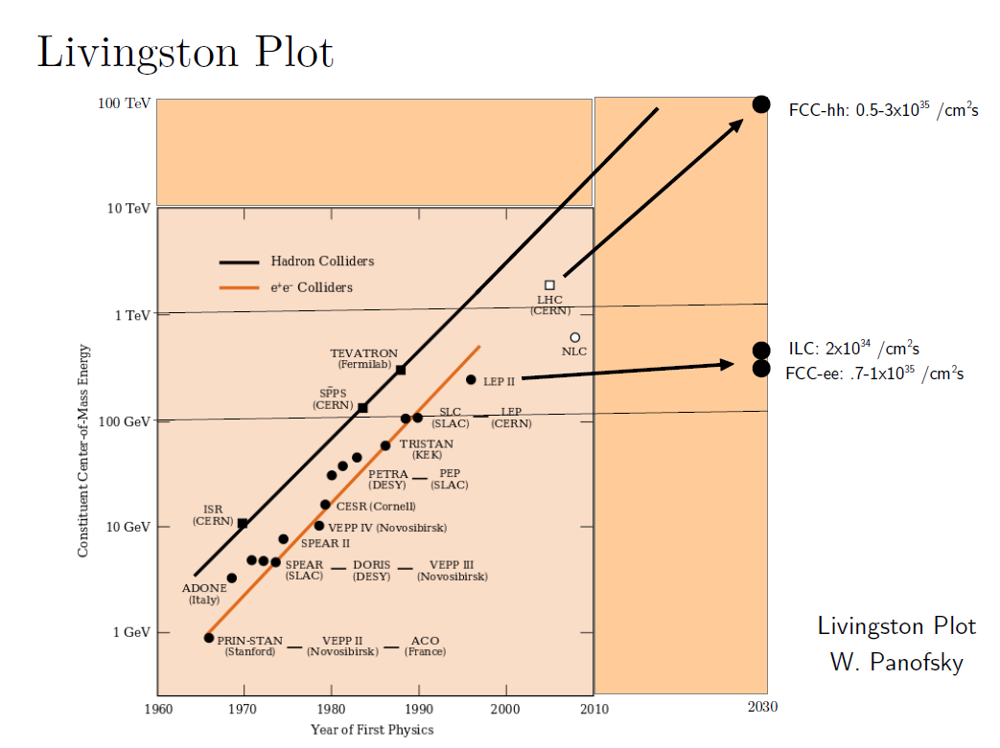 Livingston Plot
100 TeV
FCC-hh: 0.5-3x10³⁵ /cm²s
10 TeV
Hadron Colliders
e⁺e⁻ Colliders
LHC
(CERN)
1 TeV
NLC
ILC: 2x10³⁴ /cm²s
FCC-ee: .7-1x10³⁵ /cm²s
TEVATRON
(Fermilab)
LEP II
SP̄PS
(CERN)
SLC — LEP
(SLAC) (CERN)
100 GeV
TRISTAN
(KEK)
PETRA — PEP
(DESY) (SLAC)
CESR (Cornell)
ISR
(CERN)
10 GeV
VEPP IV (Novosibirsk)
SPEAR II
SPEAR — DORIS — VEPP III
(SLAC) (DESY) (Novosibirsk)
ADONE
(Italy)
1 GeV
PRIN-STAN — VEPP II — ACO
(Stanford) (Novosibirsk) (France)
Constituent Center-of-Mass Energy
1960 1970 1980 1990 2000 2010 2030
Year of First Physics
Livingston Plot
W. Panofsky